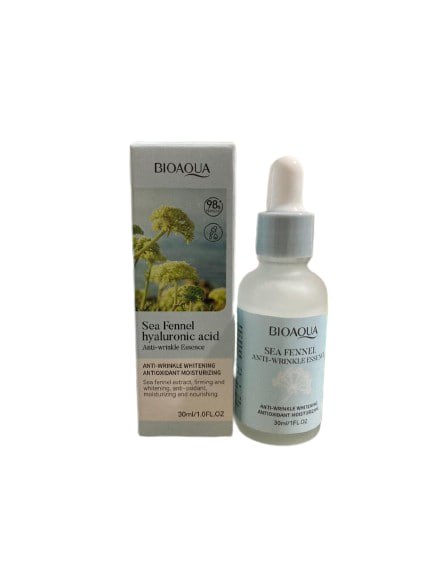 BIOAQUA
98%
Sea Fennel
hyaluronic acid
Anti-wrinkle Essence
ANTI-WRINKLE WHITENING
ANTIOXIDANT MOISTURIZING
Sea fennel extract, firming and
whitening, anti-oxidant,
moisturizing and nourishing
30ml/1.0FL.OZ
BIOAQUA
SEA FENNEL
ANTI-WRINKLE ESSENCE
ANTI-WRINKLE WHITENING
ANTIOXIDANT MOISTURIZING
30ml/1FL.OZ